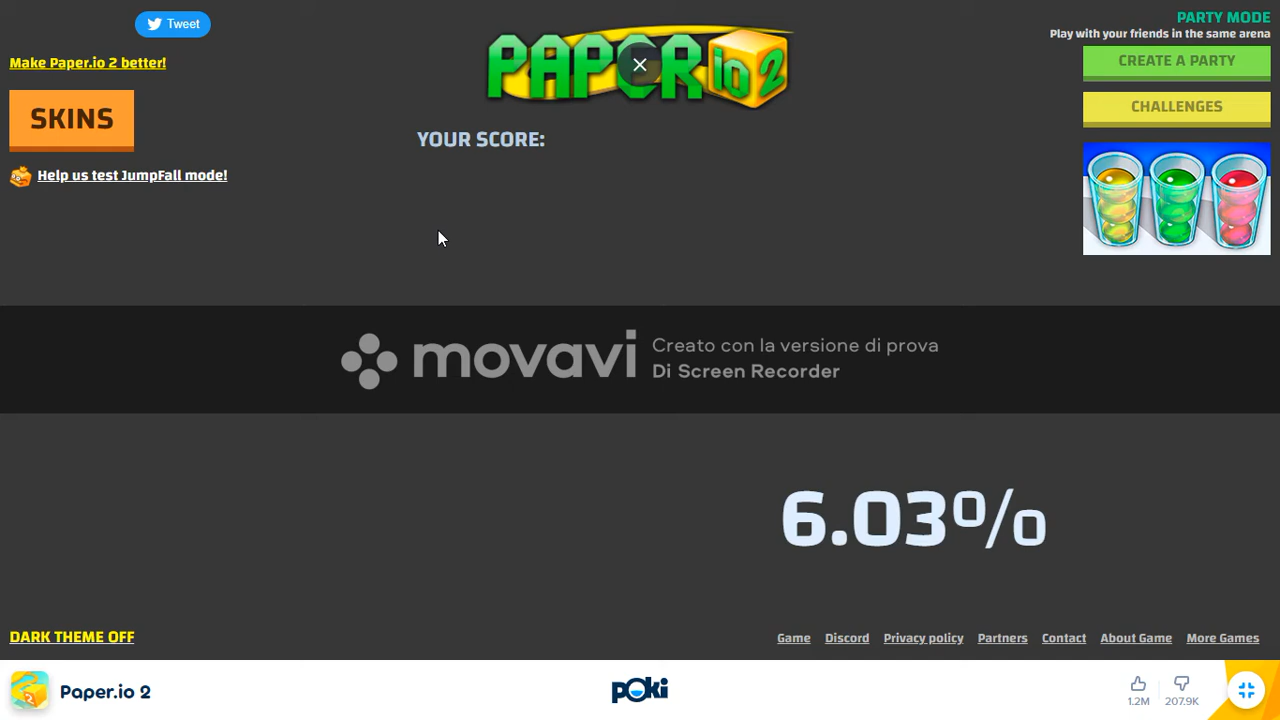 Tweet
PAPER io 2
PARTY MODE
Play with your friends in the same arena
Make Paper.io 2 better!
CREATE A PARTY
SKINS
CHALLENGES
YOUR SCORE:
Help us test JumpFall mode!
movavi
Creato con la versione di prova
Di Screen Recorder
6.03%
DARK THEME OFF
Game Discord Privacy policy Partners Contact About Game More Games
Paper.io 2
POKi
1.2M 207.9K